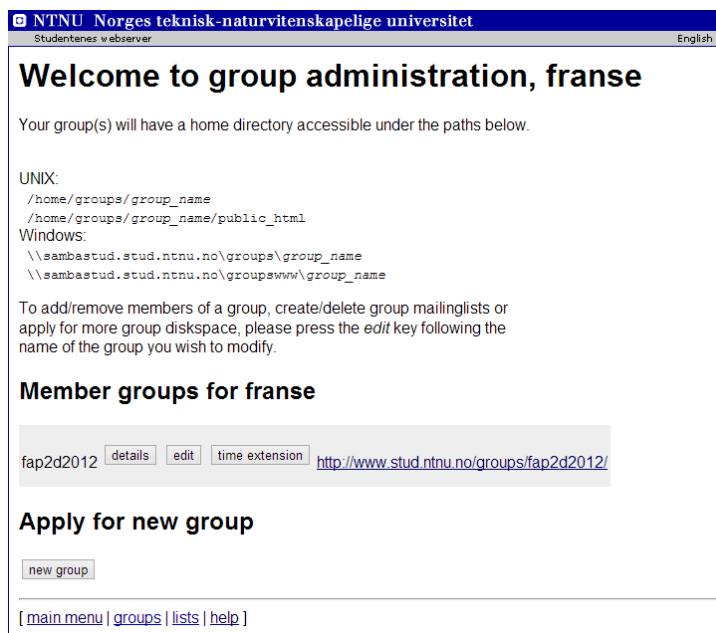 NTNU Norges teknisk-naturvitenskapelige universitet
Studentenes webserver English
Welcome to group administration, franse
Your group(s) will have a home directory accessible under the paths below.
UNIX:
/home/groups/group_name
/home/groups/group_name/public_html
Windows:
\\sambastud.stud.ntnu.no\groups\group_name
\\sambastud.stud.ntnu.no\groupswww\group_name
To add/remove members of a group, create/delete group mailinglists or
apply for more group diskspace, please press the edit key following the
name of the group you wish to modify.
Member groups for franse
fap2d2012 details edit time extension http://www.stud.ntnu.no/groups/fap2d2012/
Apply for new group
new group
[ main menu | groups | lists | help ]